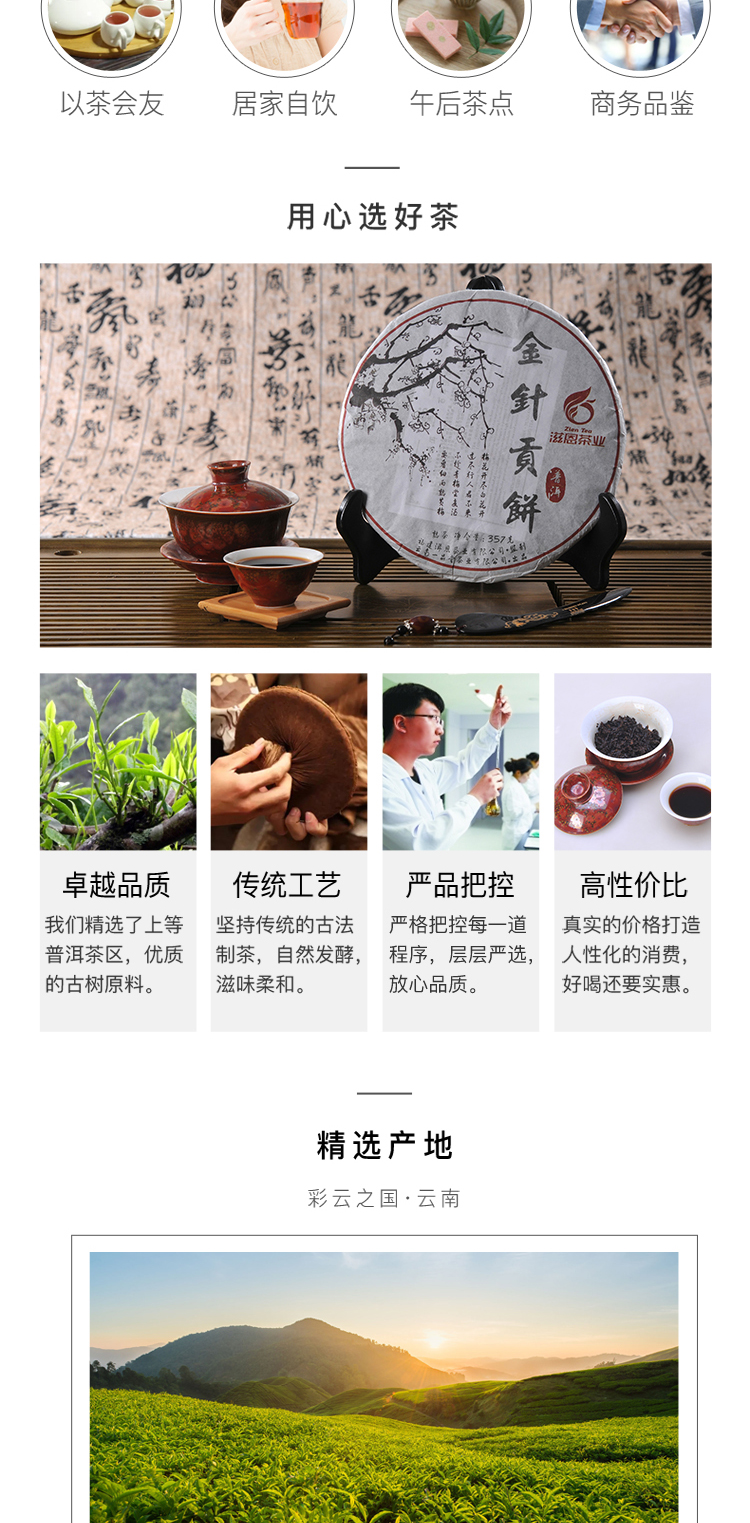 以茶会友
居家自饮
午后茶点
商务品鉴
用心选好茶
金針貢餅
Zien Tea
滋恩茶业
普洱
357克
卓越品质
我们精选了上等
普洱茶区，优质
的古树原料。
传统工艺
坚持传统的古法
制茶，自然发酵，
滋味柔和。
严品把控
严格把控每一道
程序，层层严选，
放心品质。
高性价比
真实的价格打造
人性化的消费，
好喝还要实惠。
精选产地
彩云之国·云南